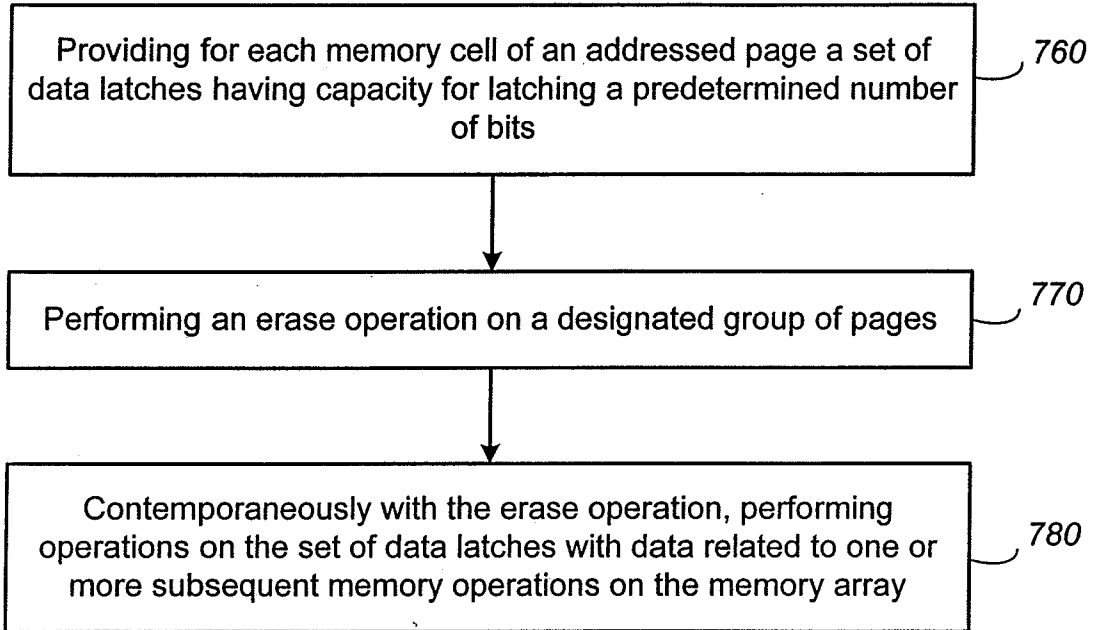 Providing for each memory cell of an addressed page a set of
data latches having capacity for latching a predetermined number
of bits
760
Performing an erase operation on a designated group of pages
770
Contemporaneously with the erase operation, performing
operations on the set of data latches with data related to one or
more subsequent memory operations on the memory array
780